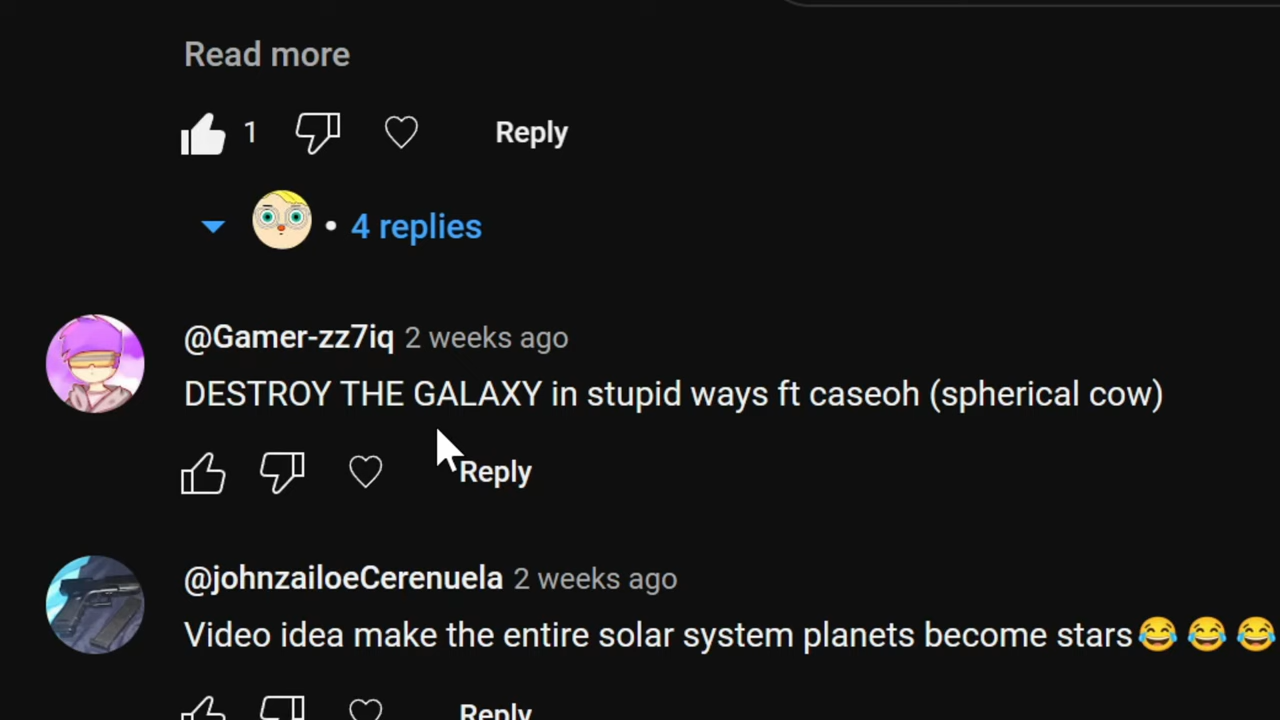 Read more
1 Reply
4 replies
@Gamer-zz7iq 2 weeks ago
DESTROY THE GALAXY in stupid ways ft caseoh (spherical cow)
Reply
@johnzailoeCerenuela 2 weeks ago
Video idea make the entire solar system planets become stars😂😂😂
Reply